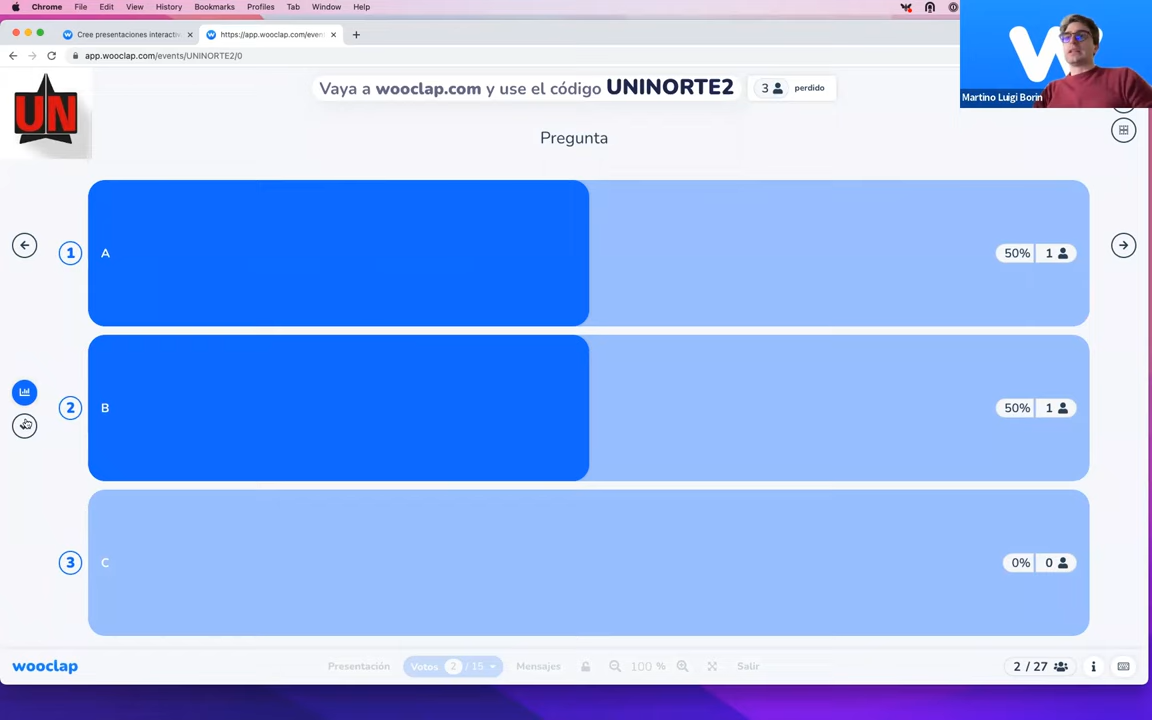 Chrome File Edit View History Bookmarks Profiles Tab Window Help
Cree presentaciones interacti
https://app.wooclap.com/even
app.wooclap.com/events/UNINORTE2/0
W
Martino Luigi Borin
UN
Vaya a wooclap.com y use el código UNINORTE2
3 perdido
Pregunta
1 A 50% 1
2 B 50% 1
3 C 0% 0
wooclap Presentación Votos 2 / 15 Mensajes 100 % Salir 2 / 27